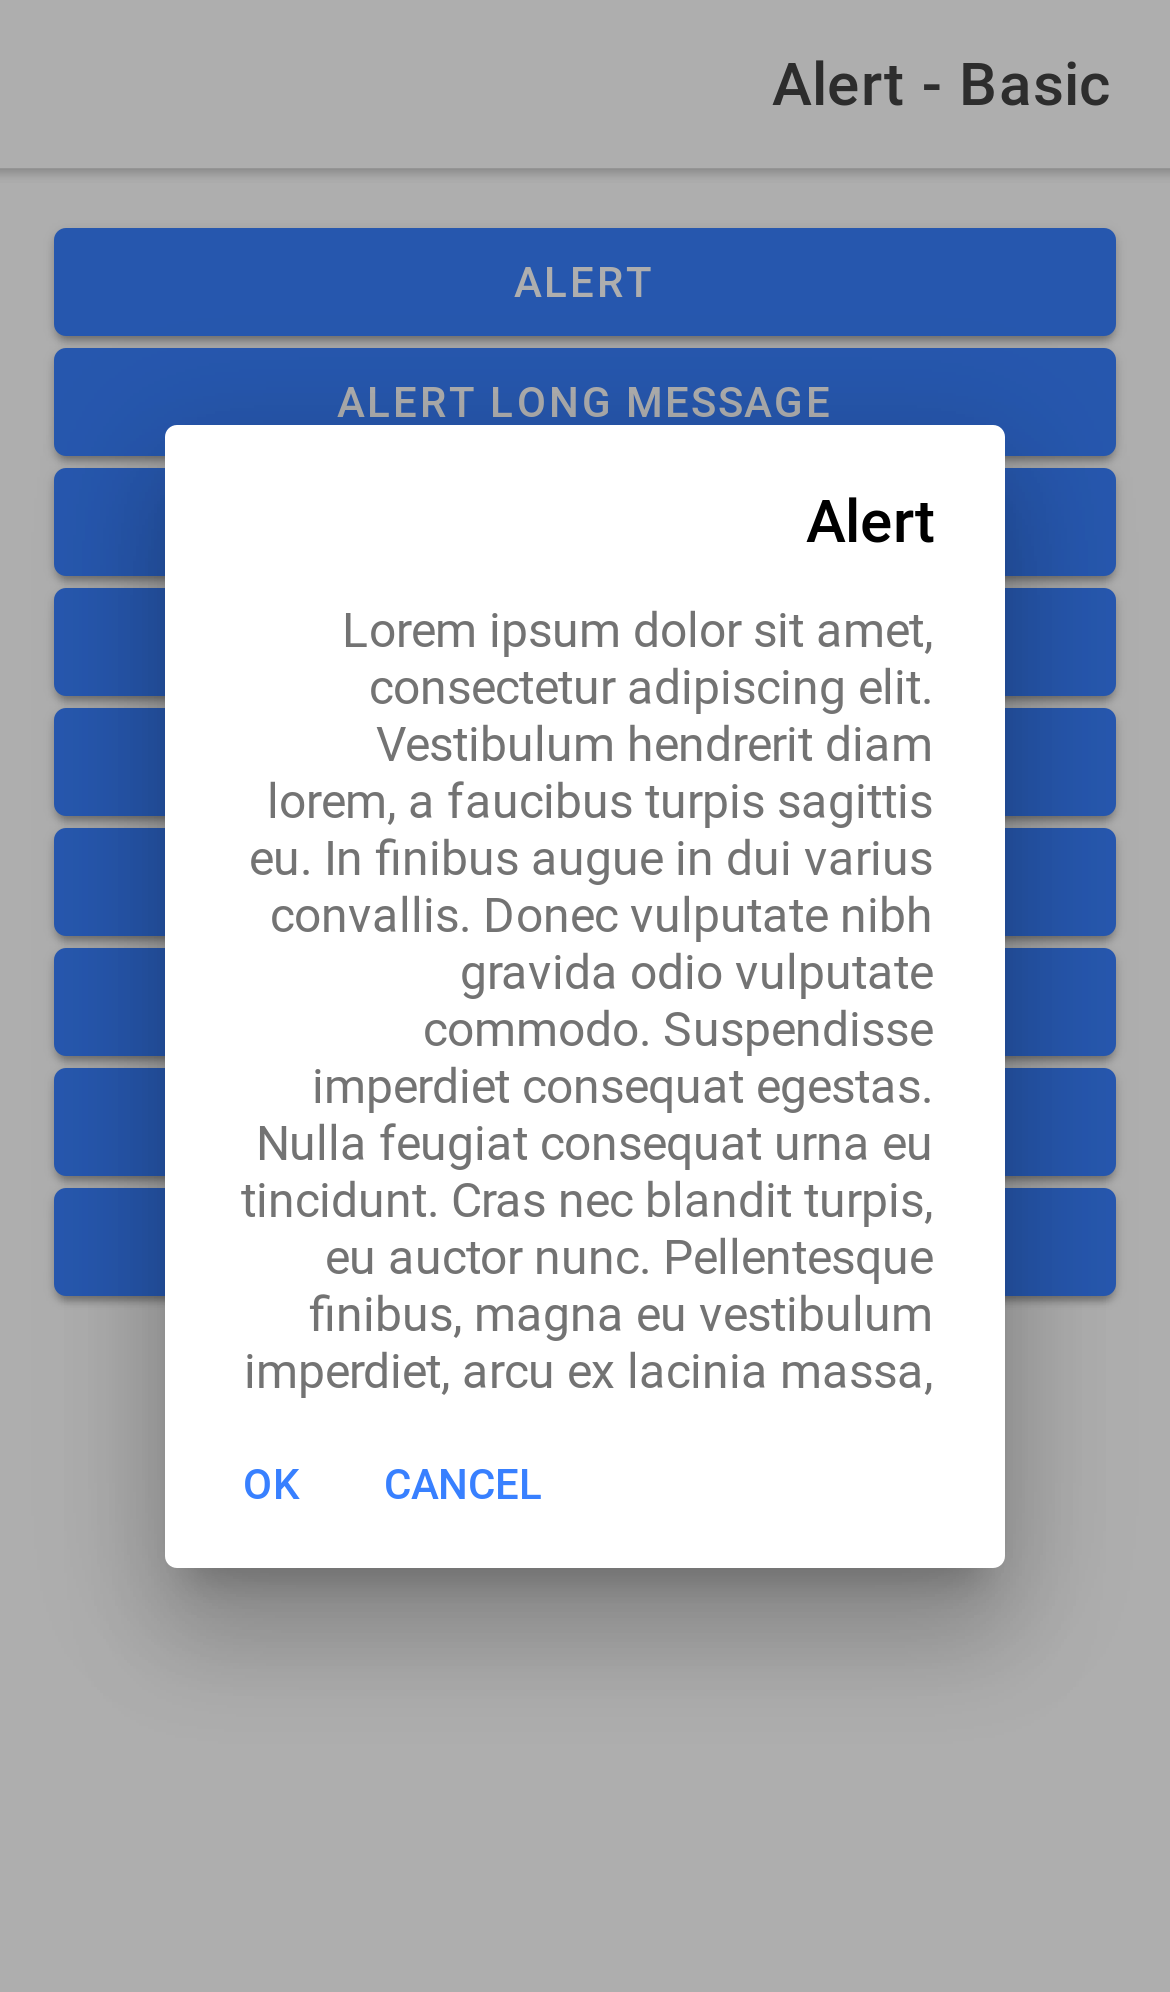 Alert - Basic
ALERT
ALERT LONG MESSAGE
Alert
Lorem ipsum dolor sit amet,
consectetur adipiscing elit.
Vestibulum hendrerit diam
lorem, a faucibus turpis sagittis
eu. In finibus augue in dui varius
convallis. Donec vulputate nibh
gravida odio vulputate
commodo. Suspendisse
imperdiet consequat egestas.
Nulla feugiat consequat urna eu
tincidunt. Cras nec blandit turpis,
eu auctor nunc. Pellentesque
finibus, magna eu vestibulum
imperdiet, arcu ex lacinia massa,
OK CANCEL